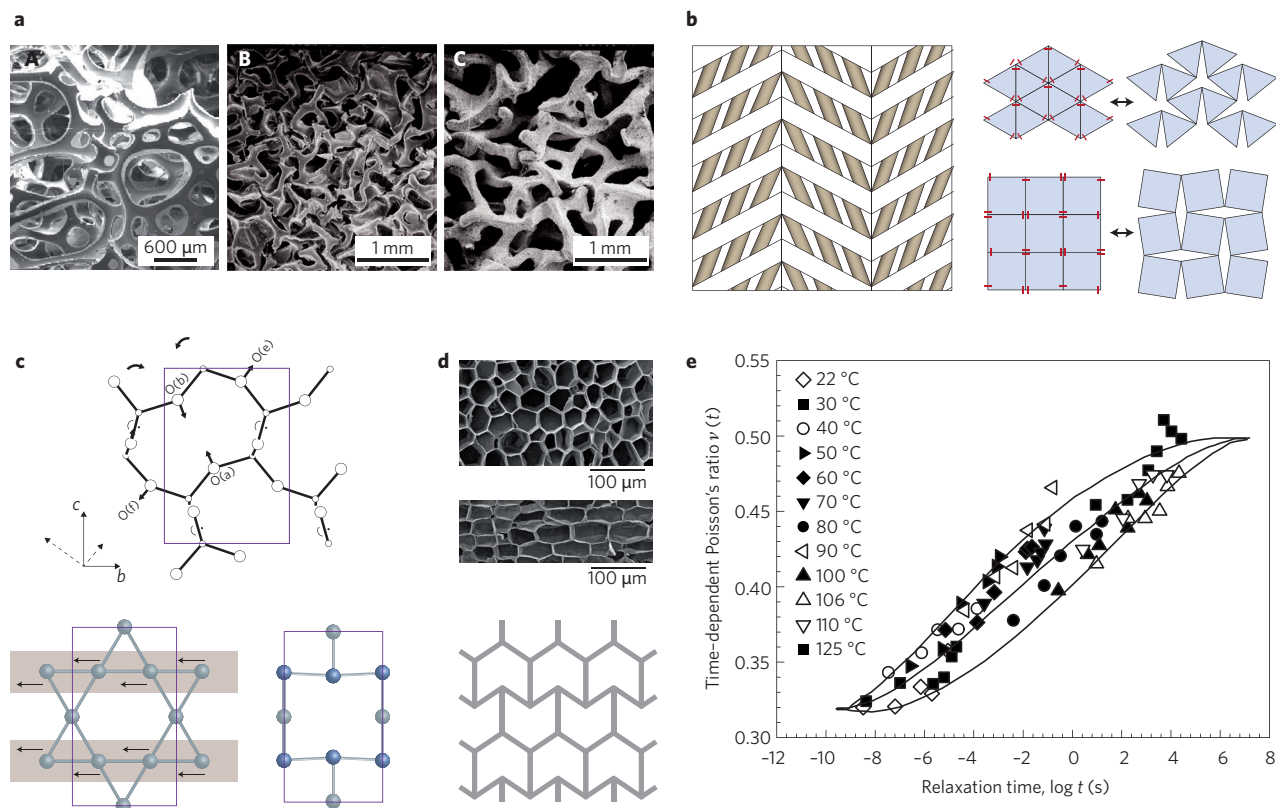 a
A
B
C
600 μm
1 mm
1 mm
b
c
O(b)
O(e)
O(a)
O(f)
c
b
d
100 μm
100 μm
e
Time-dependent Poisson's ratio ν (t)
0.55
0.50
0.45
0.40
0.35
0.30
22 °C
30 °C
40 °C
50 °C
60 °C
70 °C
80 °C
90 °C
100 °C
106 °C
110 °C
125 °C
−12 −10 −8 −6 −4 −2 0 2 4 6 8
Relaxation time, log t (s)